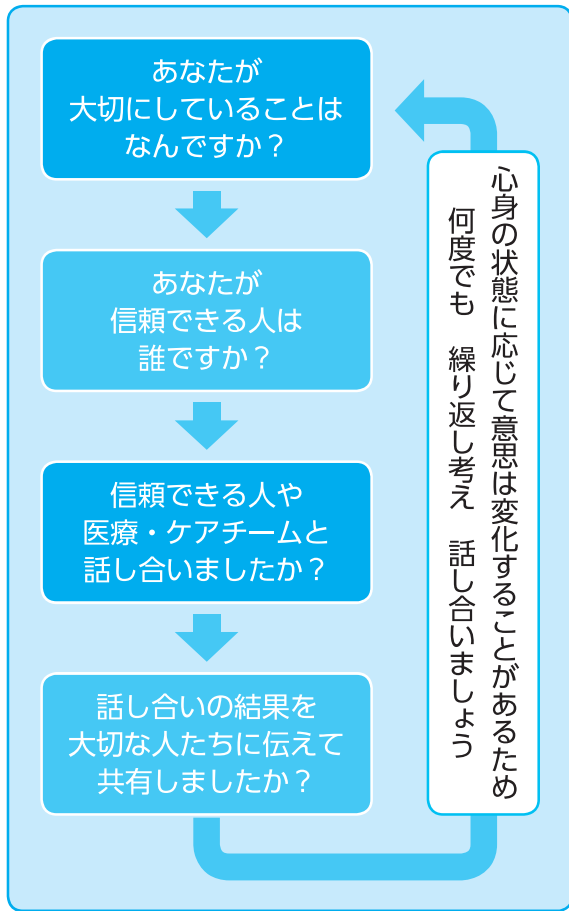 あなたが
大切にしていることは
なんですか？
あなたが
信頼できる人は
誰ですか？
信頼できる人や
医療・ケアチームと
話し合いましたか？
話し合いの結果を
大切な人たちに伝えて
共有しましたか？
心身の状態に応じて意思は変化することがあるため
何度でも　繰り返し考え　話し合いましょう